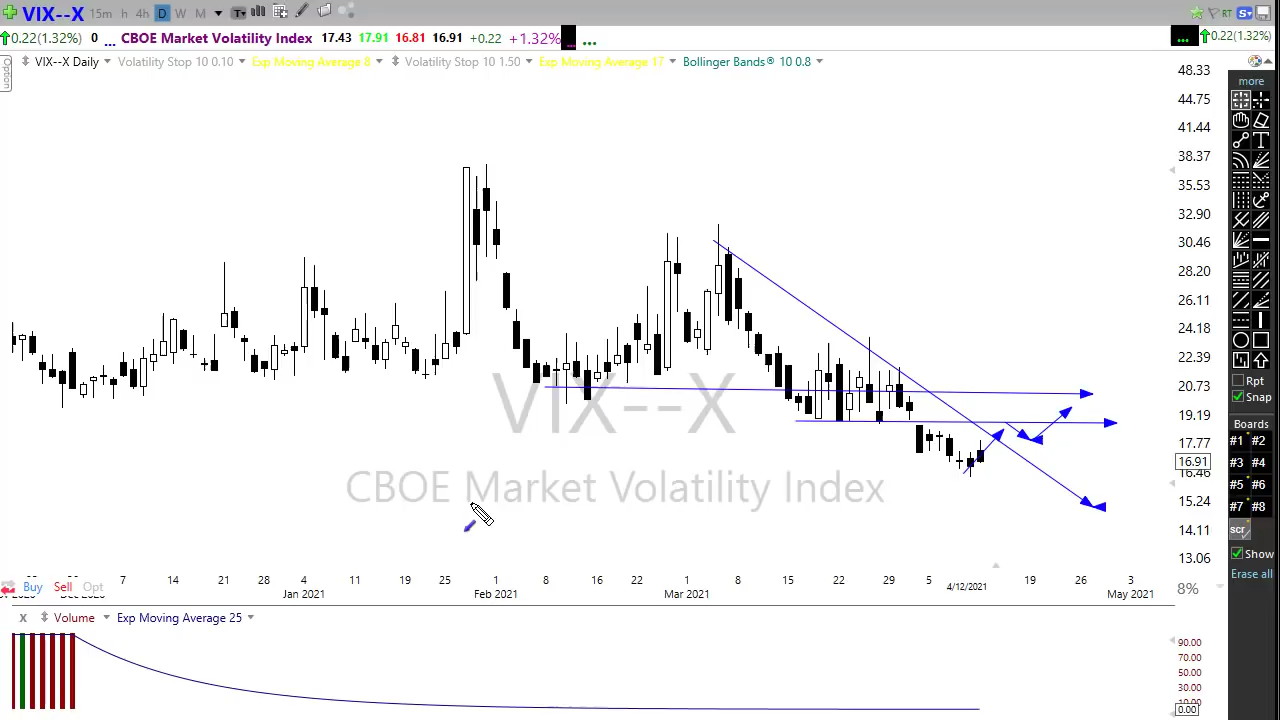 VIX--X 15m h 4h D W M T RT S
0.22(1.32%) 0 ... CBOE Market Volatility Index 17.43 17.91 16.81 16.91 +0.22 +1.32% ... ... ... 0.22(1.32%)
Option
VIX--X Daily Volatility Stop 10 0.10 Exp Moving Average 8 Volatility Stop 10 1.50 Exp Moving Average 17 Bollinger Bands® 10 0.8
48.33
44.75
41.44
38.37
35.53
32.90
30.46
28.20
26.11
24.18
22.39
20.73
19.19
17.77
16.91
16.46
15.24
14.11
13.06
VIX--X
CBOE Market Volatility Index
more
T
Rpt
Snap
Boards
#1 #2
#3 #4
#5 #6
#7 #8
scr
Show
Erase all
7 14 21 28 4 11 19 25 1 8 16 22 1 8 15 22 29 5 4/12/2021 19 26 3
Dec 2020 Jan 2021 Feb 2021 Mar 2021 May 2021
Buy Sell Opt
8%
x Volume Exp Moving Average 25
90.00
70.00
50.00
30.00
10.00
0.00